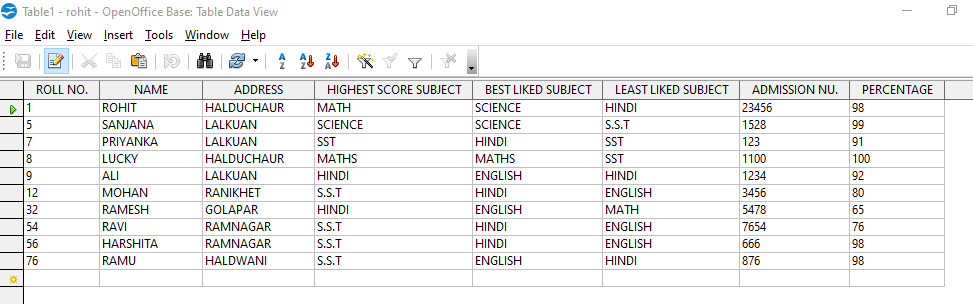 Table1 - rohit - OpenOffice Base: Table Data View
File Edit View Insert Tools Window Help
ROLL NO. NAME ADDRESS HIGHEST SCORE SUBJECT BEST LIKED SUBJECT LEAST LIKED SUBJECT ADMISSION NU. PERCENTAGE
1 ROHIT HALDUCHAUR MATH SCIENCE HINDI 23456 98
5 SANJANA LALKUAN SCIENCE SCIENCE S.S.T 1528 99
7 PRIYANKA LALKUAN SST HINDI SST 123 91
8 LUCKY HALDUCHAUR MATHS MATHS SST 1100 100
9 ALI LALKUAN HINDI ENGLISH HINDI 1234 92
12 MOHAN RANIKHET S.S.T HINDI ENGLISH 3456 80
32 RAMESH GOLAPAR HINDI ENGLISH MATH 5478 65
54 RAVI RAMNAGAR S.S.T HINDI ENGLISH 7654 76
56 HARSHITA RAMNAGAR S.S.T HINDI ENGLISH 666 98
76 RAMU HALDWANI S.S.T ENGLISH HINDI 876 98